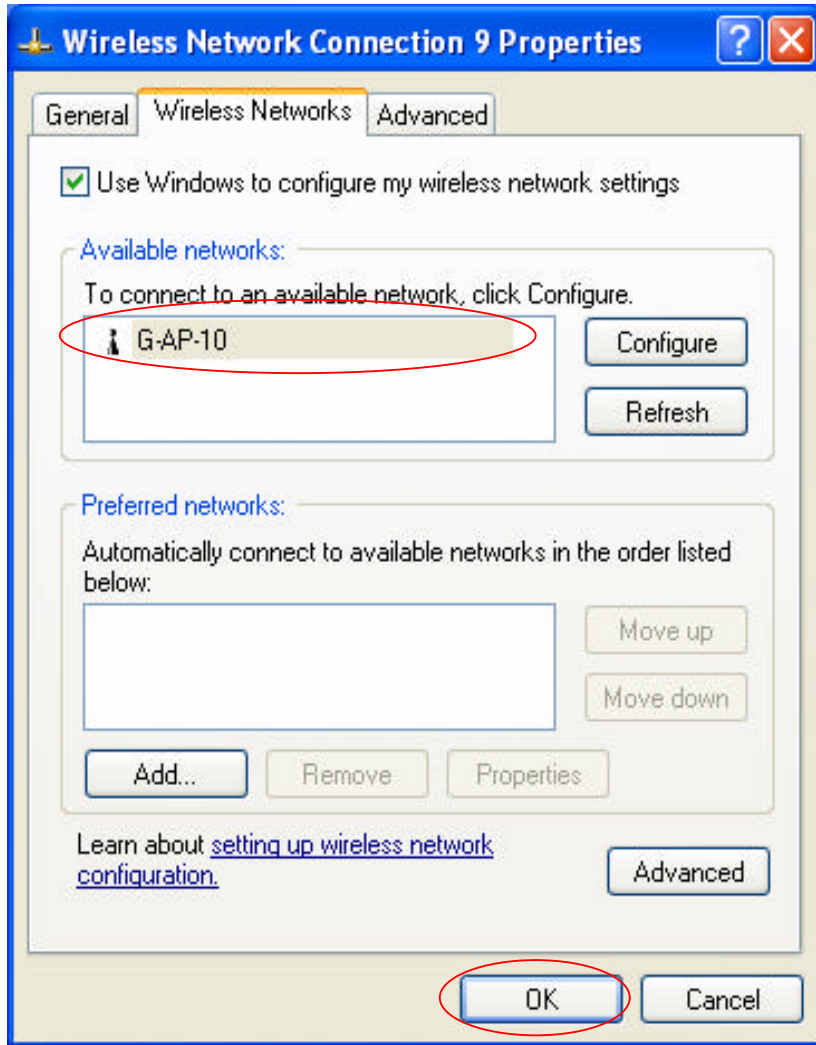 Wireless Network Connection 9 Properties
General Wireless Networks Advanced
Use Windows to configure my wireless network settings
Available networks:
To connect to an available network, click Configure.
G-AP-10
Configure
Refresh
Preferred networks:
Automatically connect to available networks in the order listed
below:
Move up
Move down
Add... Remove Properties
Learn about setting up wireless network
configuration.
Advanced
OK Cancel